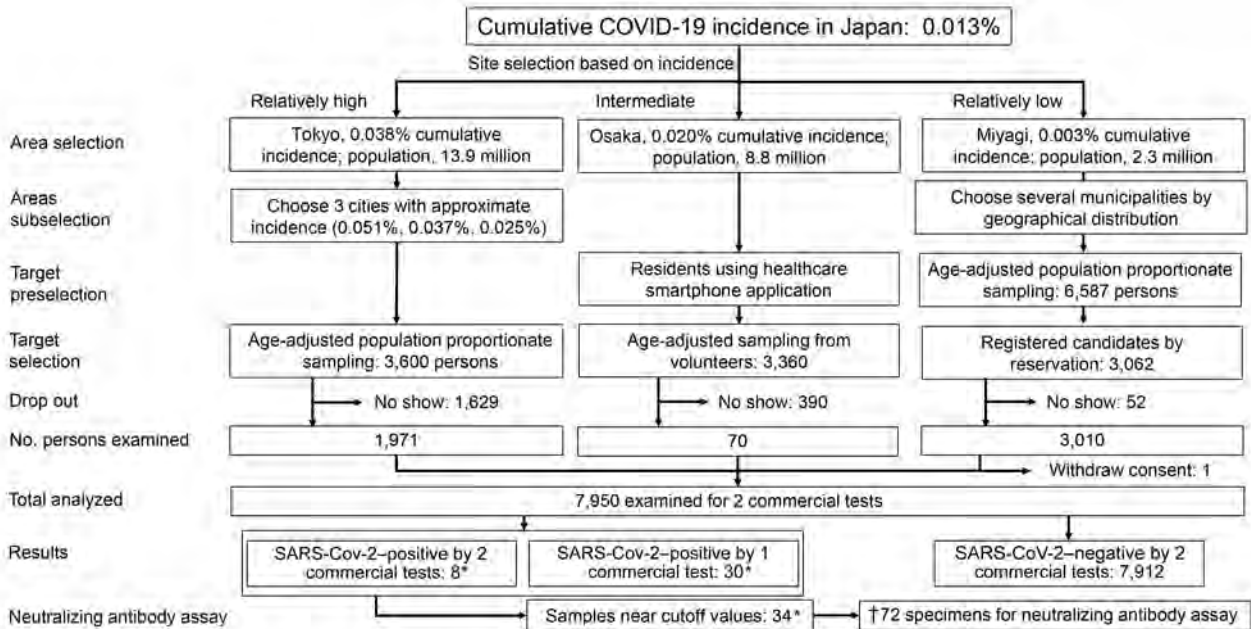 Cumulative COVID-19 incidence in Japan: 0.013%
Site selection based on incidence
Relatively high
Intermediate
Relatively low
Area selection
Tokyo, 0.038% cumulative
incidence; population, 13.9 million
Osaka, 0.020% cumulative incidence;
population, 8.8 million
Miyagi, 0.003% cumulative
incidence; population, 2.3 million
Areas
subselection
Choose 3 cities with approximate
incidence (0.051%, 0.037%, 0.025%)
Choose several municipalities by
geographical distribution
Target
preselection
Residents using healthcare
smartphone application
Age-adjusted population proportionate
sampling: 6,587 persons
Target
selection
Age-adjusted population proportionate
sampling: 3,600 persons
Age-adjusted sampling from
volunteers: 3,360
Registered candidates by
reservation: 3,062
Drop out
No show: 1,629
No show: 390
No show: 52
No. persons examined
1,971
70
3,010
Withdraw consent: 1
Total analyzed
7,950 examined for 2 commercial tests
Results
SARS-Cov-2–positive by 2
commercial tests: 8*
SARS-Cov-2–positive by 1
commercial test: 30*
SARS-CoV-2–negative by 2
commercial tests: 7,912
Neutralizing antibody assay
Samples near cutoff values: 34*
†72 specimens for neutralizing antibody assay